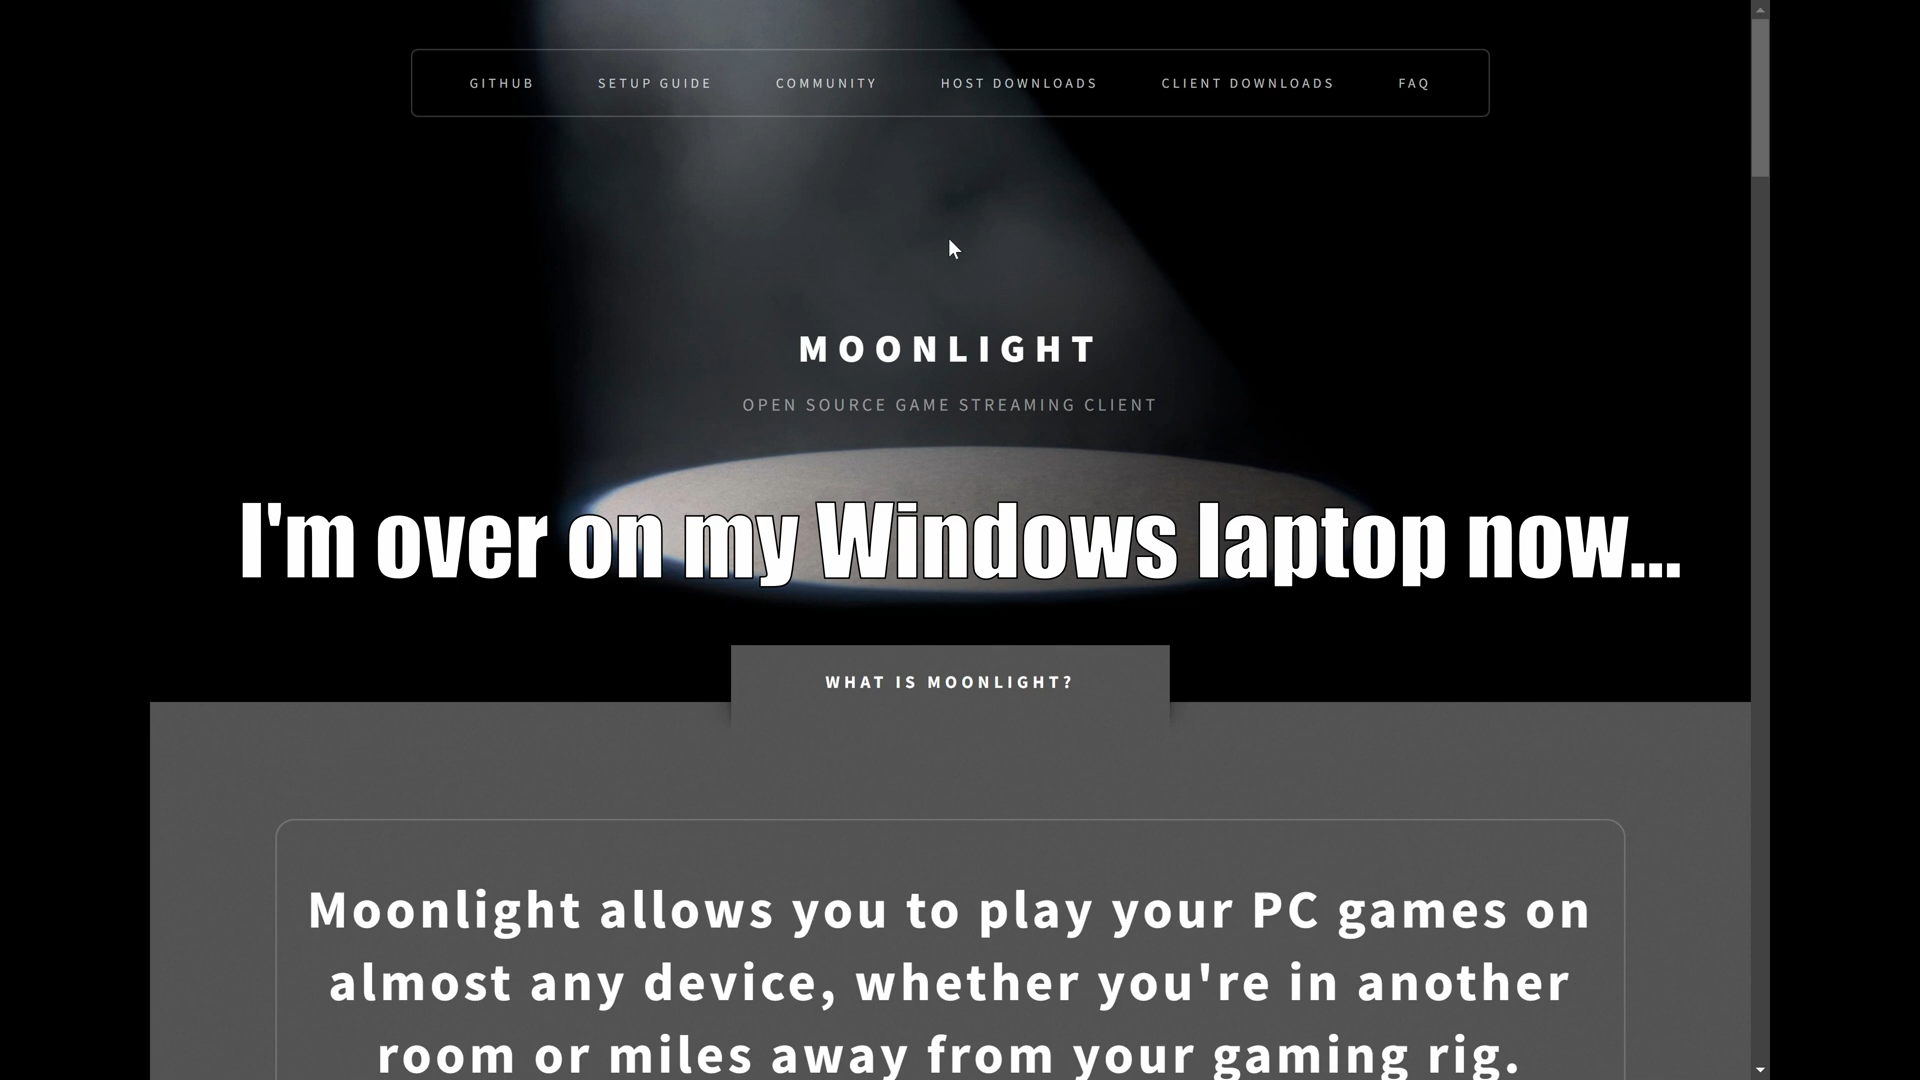 GITHUB SETUP GUIDE COMMUNITY HOST DOWNLOADS CLIENT DOWNLOADS FAQ
MOONLIGHT
OPEN SOURCE GAME STREAMING CLIENT
I'm over on my Windows laptop now...
WHAT IS MOONLIGHT?
Moonlight allows you to play your PC games on
almost any device, whether you're in another
room or miles away from your gaming rig.